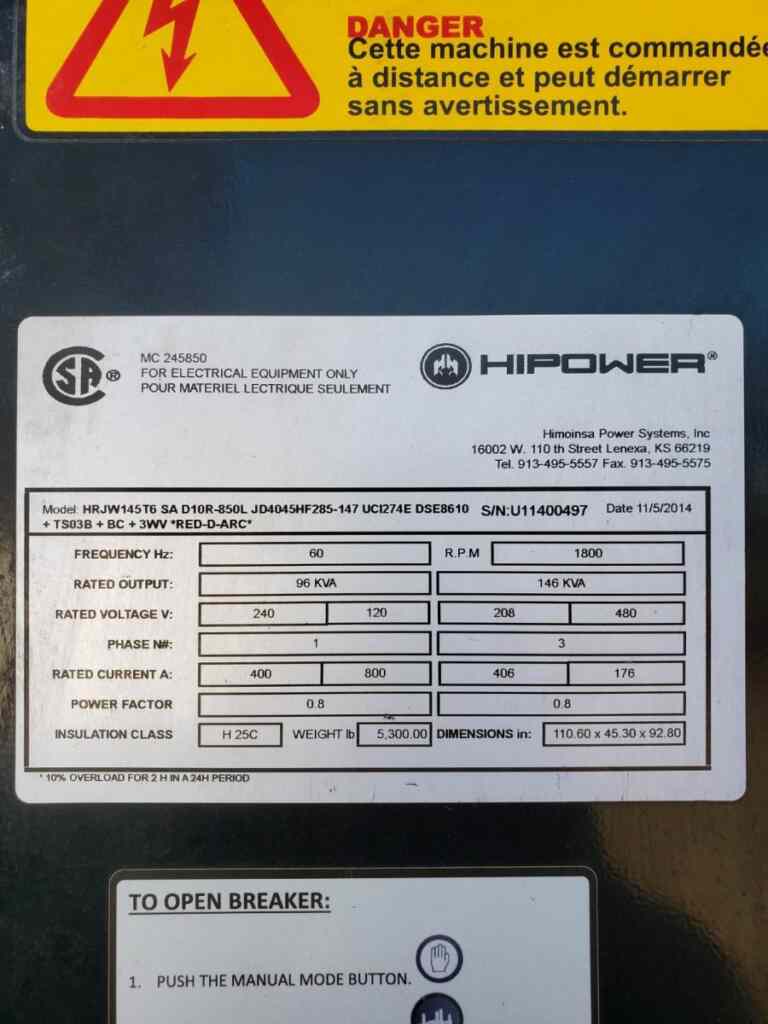 DANGER
Cette machine est commandée
à distance et peut démarrer
sans avertissement.
SA ® MC 245850
FOR ELECTRICAL EQUIPMENT ONLY
POUR MATERIEL LECTRIQUE SEULEMENT
HIPOWER®
Himoinsa Power Systems, Inc
16002 W. 110 th Street Lenexa, KS 66219
Tel. 913-495-5557 Fax. 913-495-5575
Model: HRJW145T6 SA D10R-850L JD4045HF285-147 UCI274E DSE8610 S/N:U11400497 Date 11/5/2014
+ TS03B + BC + 3WV *RED-D-ARC*
FREQUENCY Hz: 60 R.P.M 1800
RATED OUTPUT: 96 KVA 146 KVA
RATED VOLTAGE V: 240 120 208 480
PHASE N#: 1 3
RATED CURRENT A: 400 800 406 176
POWER FACTOR 0.8 0.8
INSULATION CLASS H 25C WEIGHT lb 5,300.00 DIMENSIONS in: 110.60 x 45.30 x 92.80
* 10% OVERLOAD FOR 2 H IN A 24H PERIOD
TO OPEN BREAKER:
1. PUSH THE MANUAL MODE BUTTON.